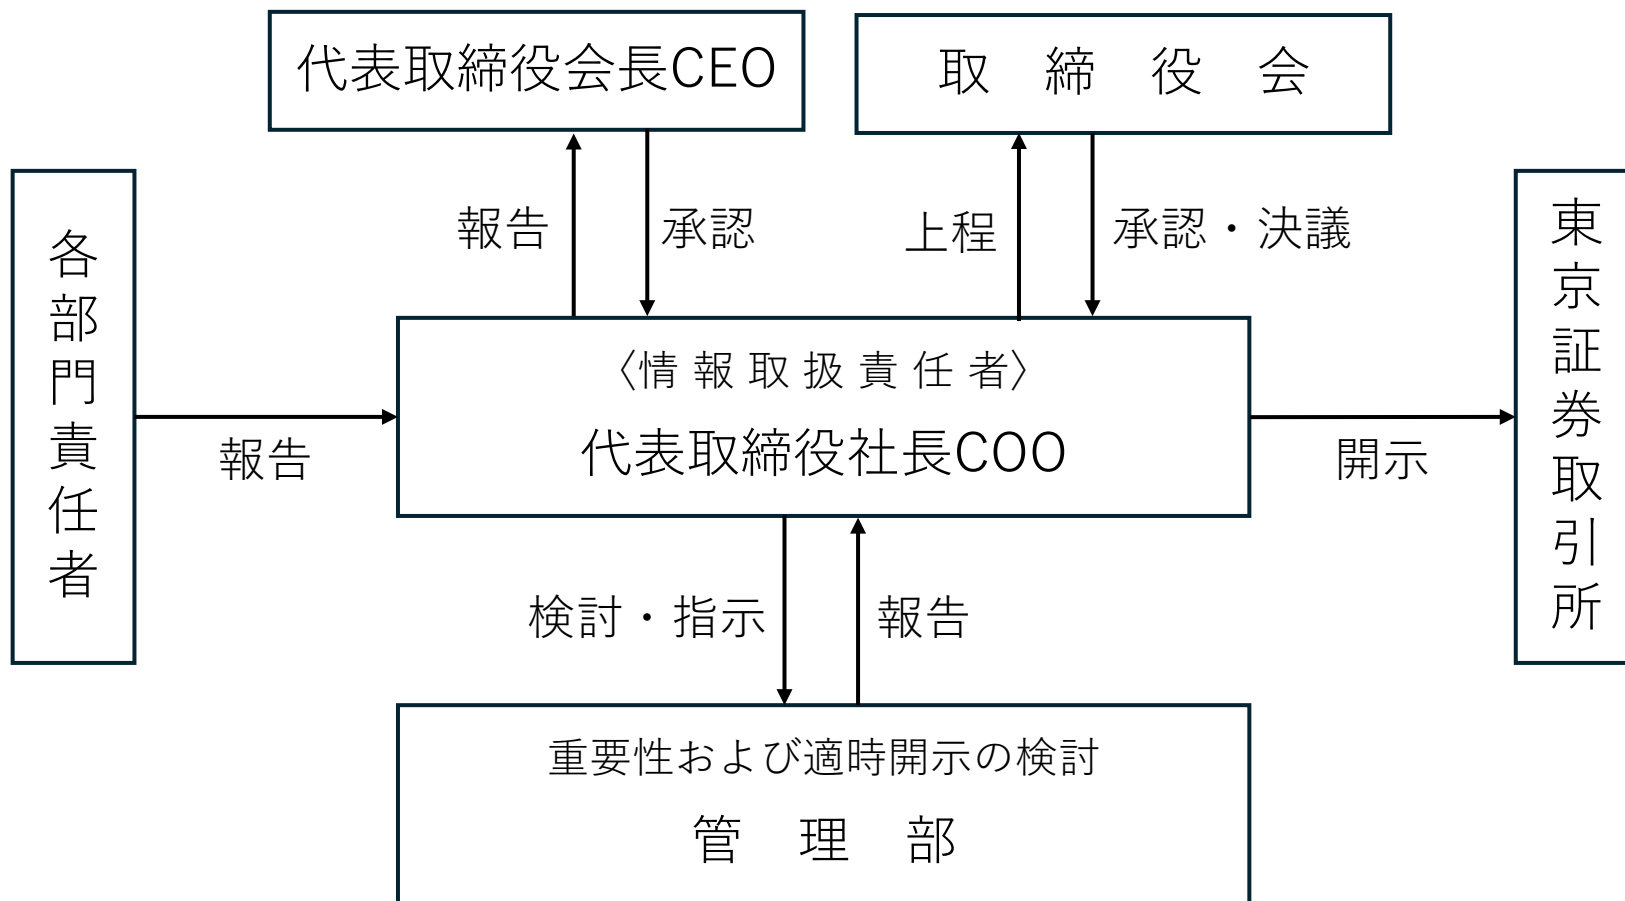 代表取締役会長CEO
取　締　役　会
報告
承認
上程
承認・決議
各部門責任者
〈情報取扱責任者〉
代表取締役社長COO
東京証券取引所
報告
開示
検討・指示
報告
重要性および適時開示の検討
管　理　部